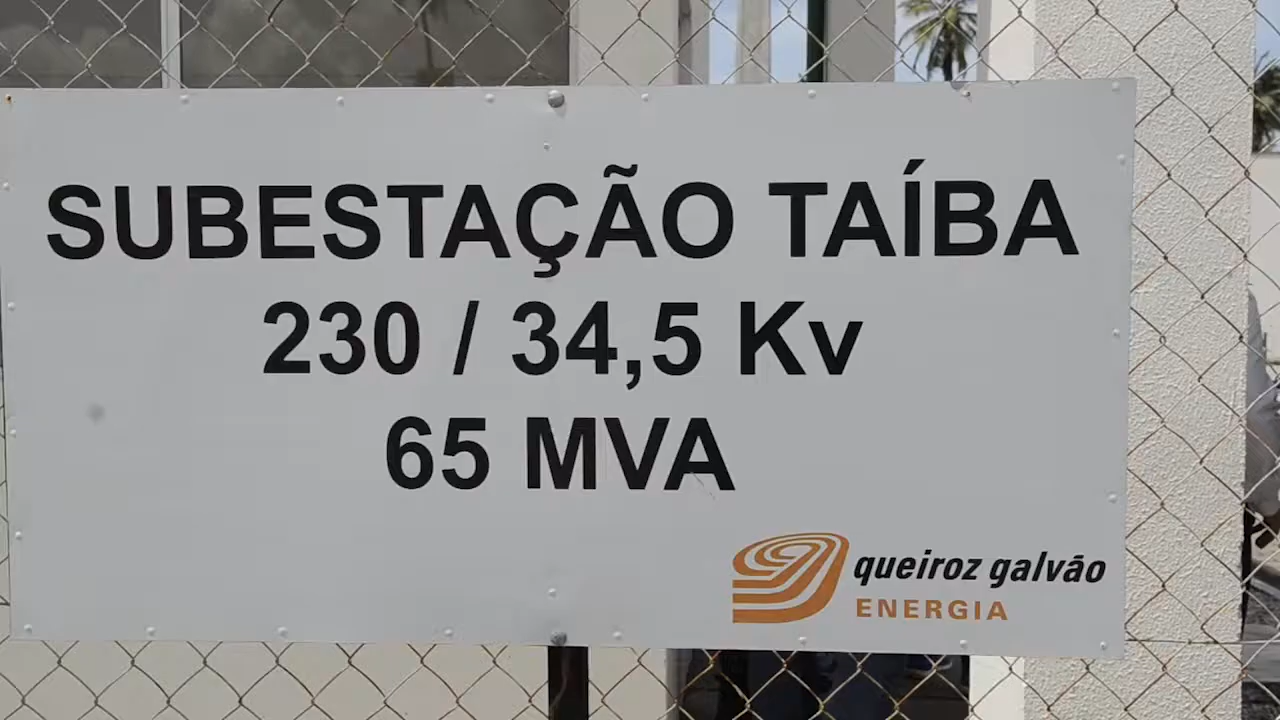 SUBESTAÇÃO TAÍBA
230 / 34,5 Kv
65 MVA
queiroz galvão
ENERGIA